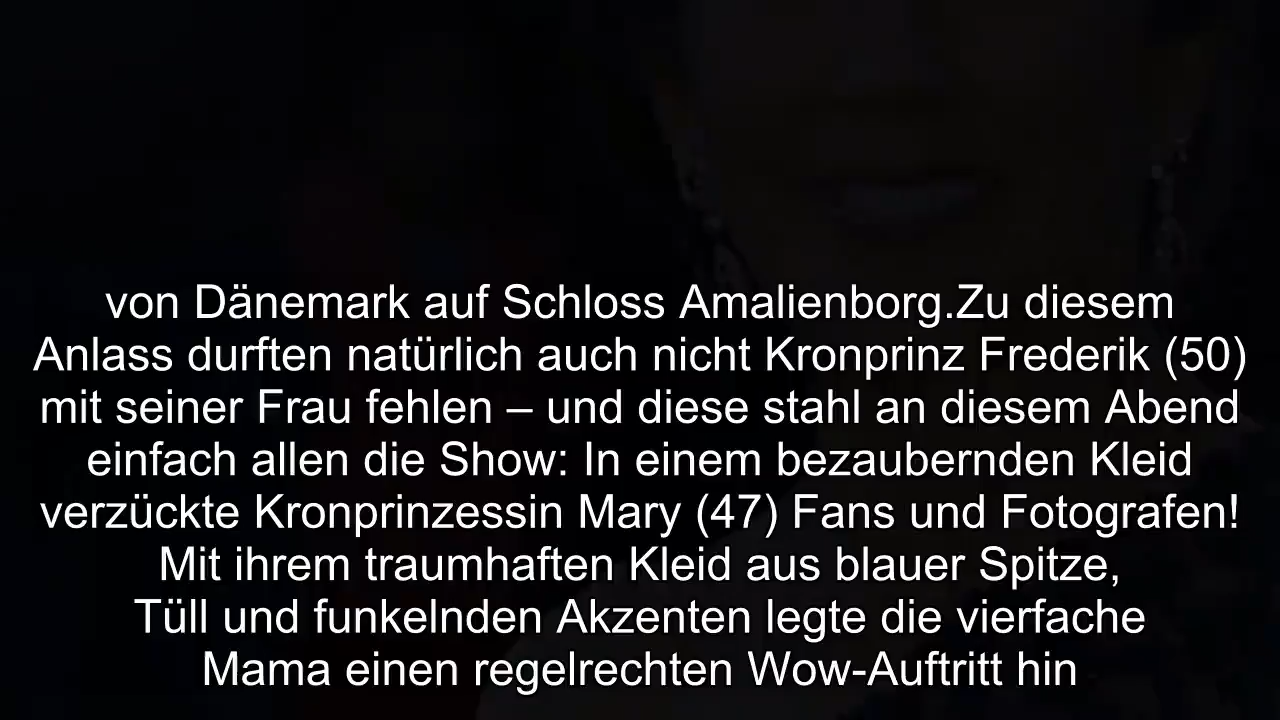 von Dänemark auf Schloss Amalienborg.Zu diesem
Anlass durften natürlich auch nicht Kronprinz Frederik (50)
mit seiner Frau fehlen – und diese stahl an diesem Abend
einfach allen die Show: In einem bezaubernden Kleid
verzückte Kronprinzessin Mary (47) Fans und Fotografen!
Mit ihrem traumhaften Kleid aus blauer Spitze,
Tüll und funkelnden Akzenten legte die vierfache
Mama einen regelrechten Wow-Auftritt hin